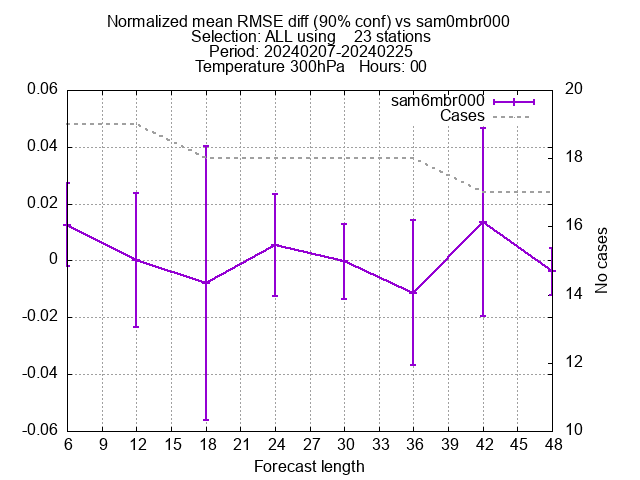 Normalized mean RMSE diff (90% conf) vs sam0mbr000
Selection: ALL using    23 stations
Period: 20240207-20240225
Temperature 300hPa   Hours: 00
sam6mbr000
Cases
0.06
0.04
0.02
0
-0.02
-0.04
-0.06
20
18
16
14
12
10
No cases
6 9 12 15 18 21 24 27 30 33 36 39 42 45 48
Forecast length